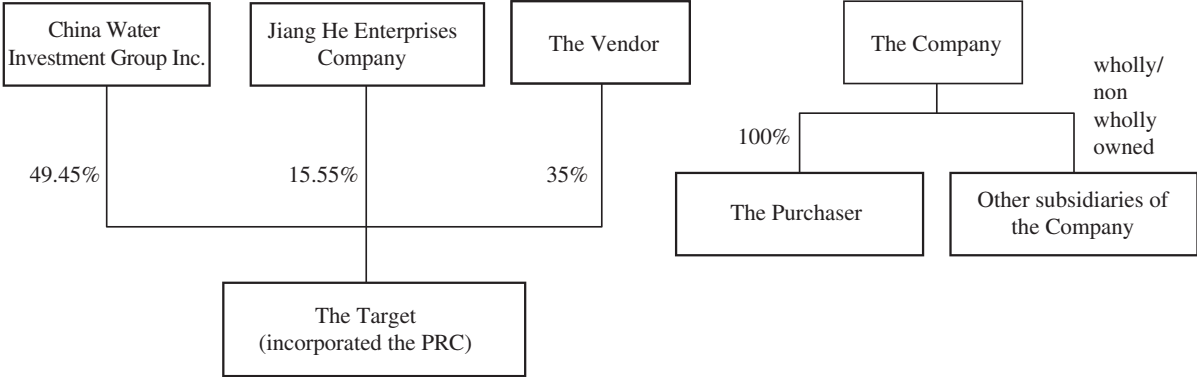 China Water
Investment Group Inc.
Jiang He Enterprises
Company
The Vendor
The Company
49.45%
15.55%
35%
100%
wholly/
non
wholly
owned
The Purchaser
Other subsidiaries of
the Company
The Target
(incorporated the PRC)